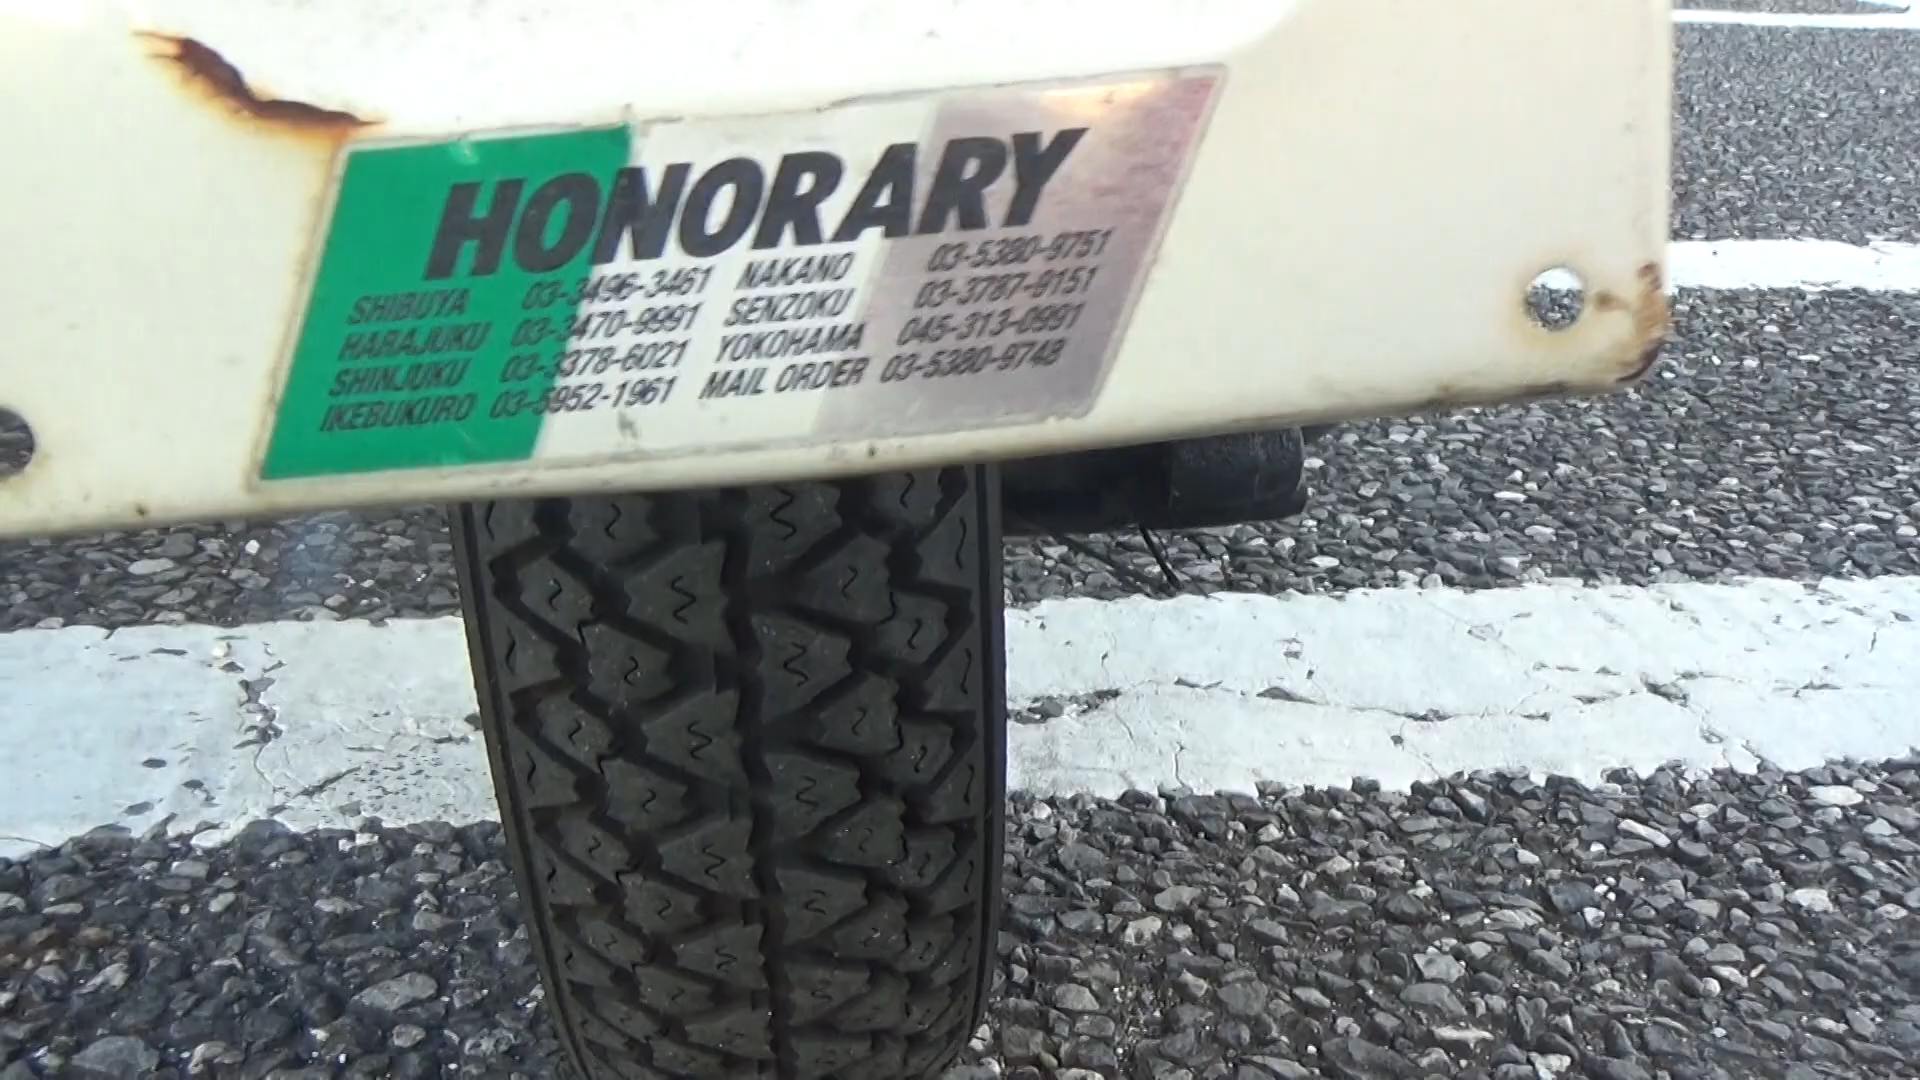 HONORARY
SHIBUYA 03-3496-3461 NAKANO 03-5380-9751
HARAJUKU 03-3470-9991 SENZOKU 03-3787-9151
SHINJUKU 03-3378-6021 YOKOHAMA 045-313-0991
IKEBUKURO 03-5952-1961 MAIL ORDER 03-5380-9748